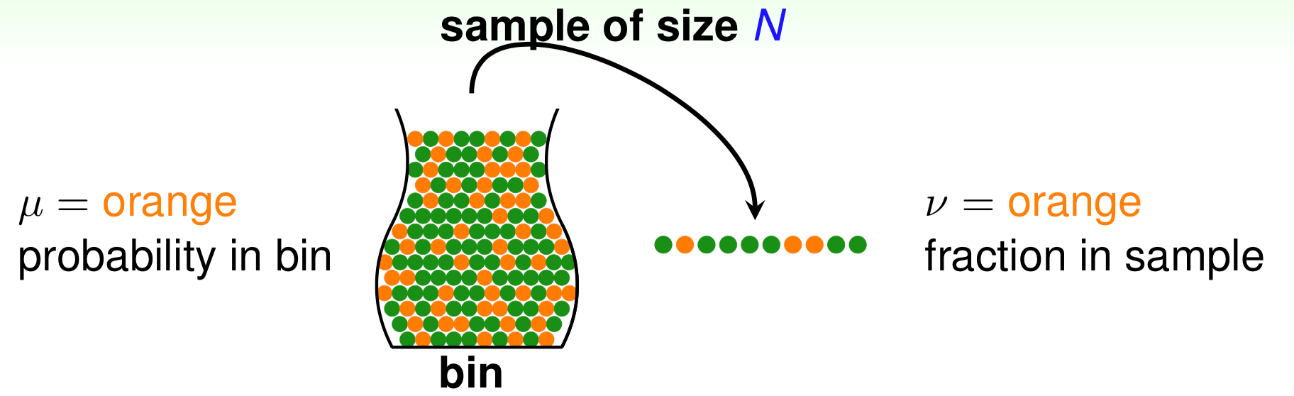 sample of size N
μ = orange
probability in bin
ν = orange
fraction in sample
bin